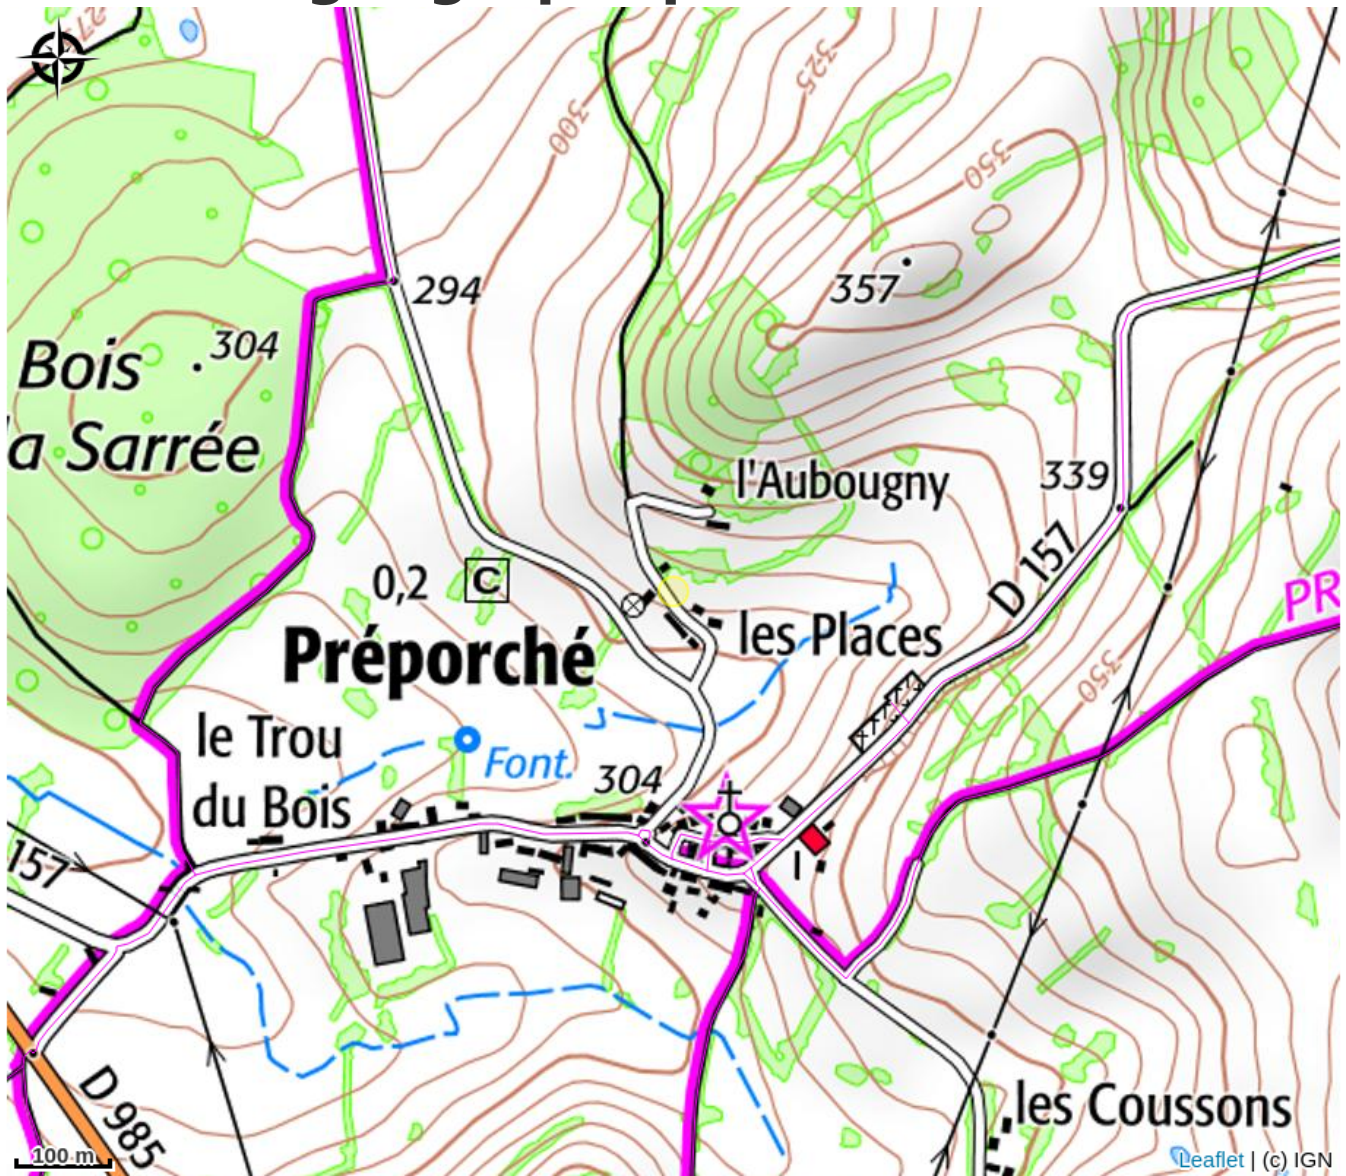 275
325
300
350
294
357
304
Bois
la Sarrée
l'Aubougny
339
D 157
0,2
C
PR
les Places
Préporché
350
le Trou
du Bois
Font.
304
157
D 985
les Coussons
100 m
Leaflet | (c) IGN